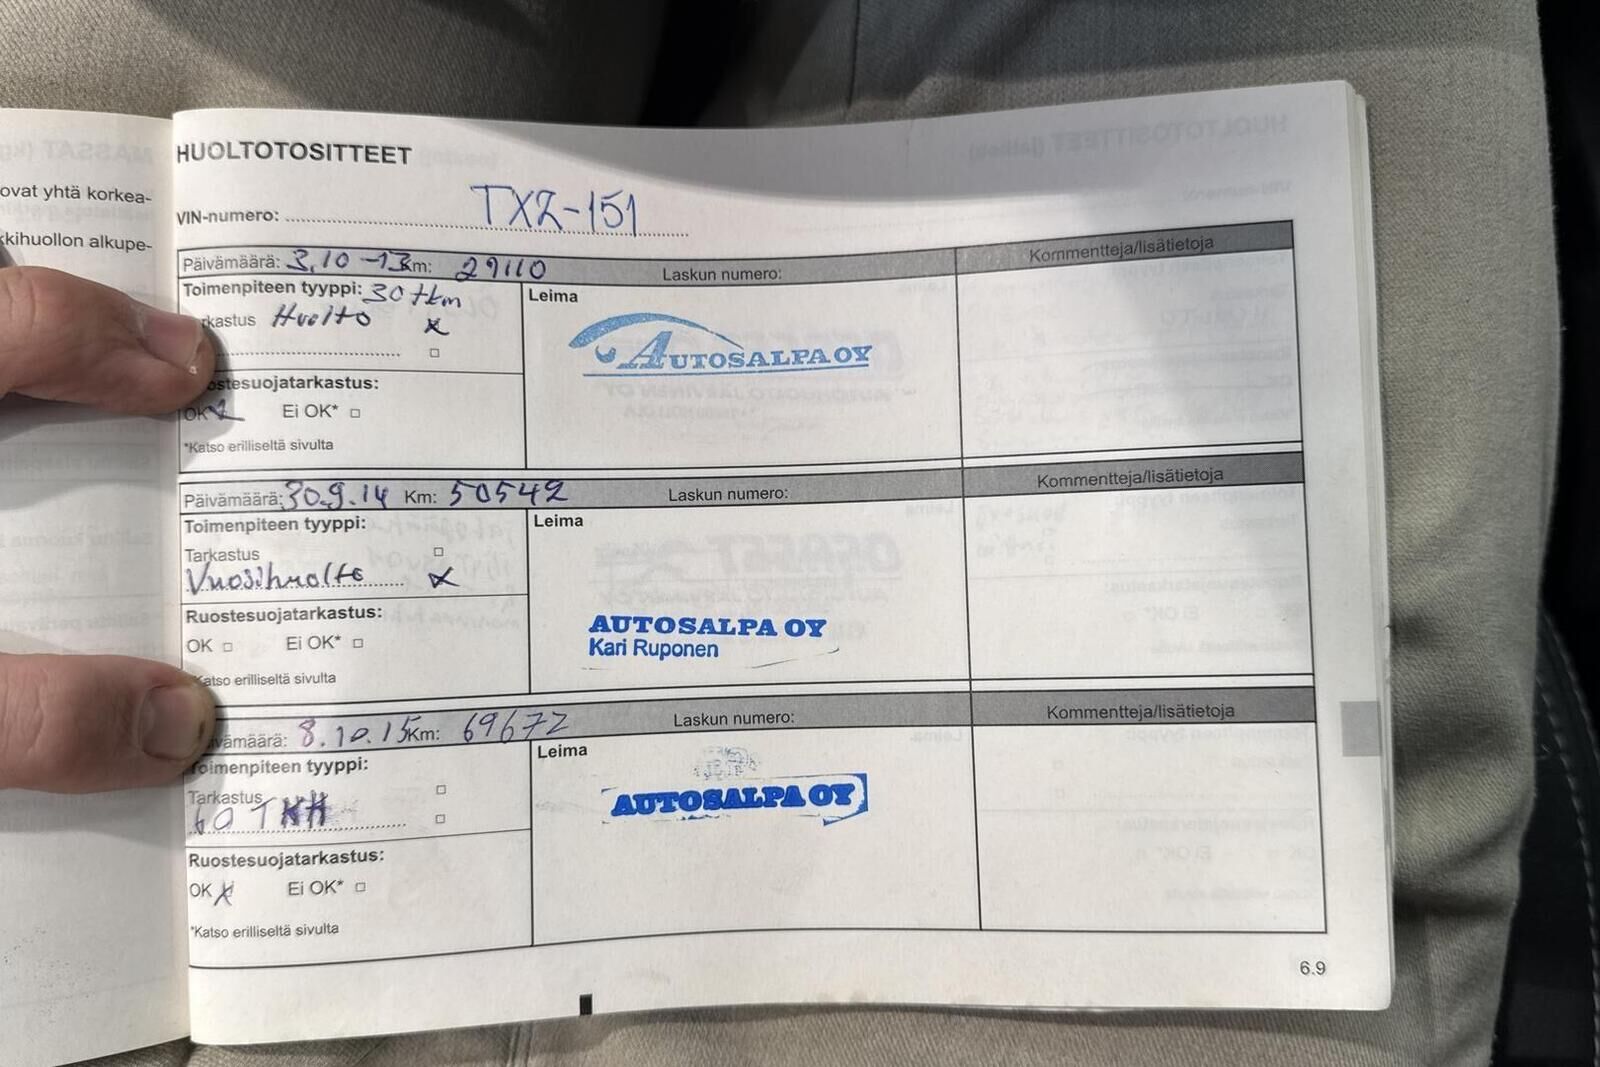 ovat yhtä korkea-
kkihuollon alkupe-
HUOLTOTOSITTEET
VIN-numero: TXZ-151
Päivämäärä: 3.10-13 Km: 29110 Laskun numero: Kommentteja/lisätietoja
Toimenpiteen tyyppi: 30 tkm Leima
rkastus Huolto x
AUTOSALPA OY
ostesuojatarkastus:
OK x Ei OK*
*Katso erilliseltä sivulta
Päivämäärä: 30.9.14 Km: 50542 Laskun numero: Kommentteja/lisätietoja
Toimenpiteen tyyppi: Leima
Tarkastus
Vuosihuolto x
Ruostesuojatarkastus:
AUTOSALPA OY
Kari Ruponen
OK Ei OK*
Katso erilliseltä sivulta
ivämäärä: 8.10.15 Km: 69672 Laskun numero: Kommentteja/lisätietoja
Toimenpiteen tyyppi: Leima
Tarkastus
60 T
AUTOSALPA OY
Ruostesuojatarkastus:
OK x Ei OK*
*Katso erilliseltä sivulta
6.9